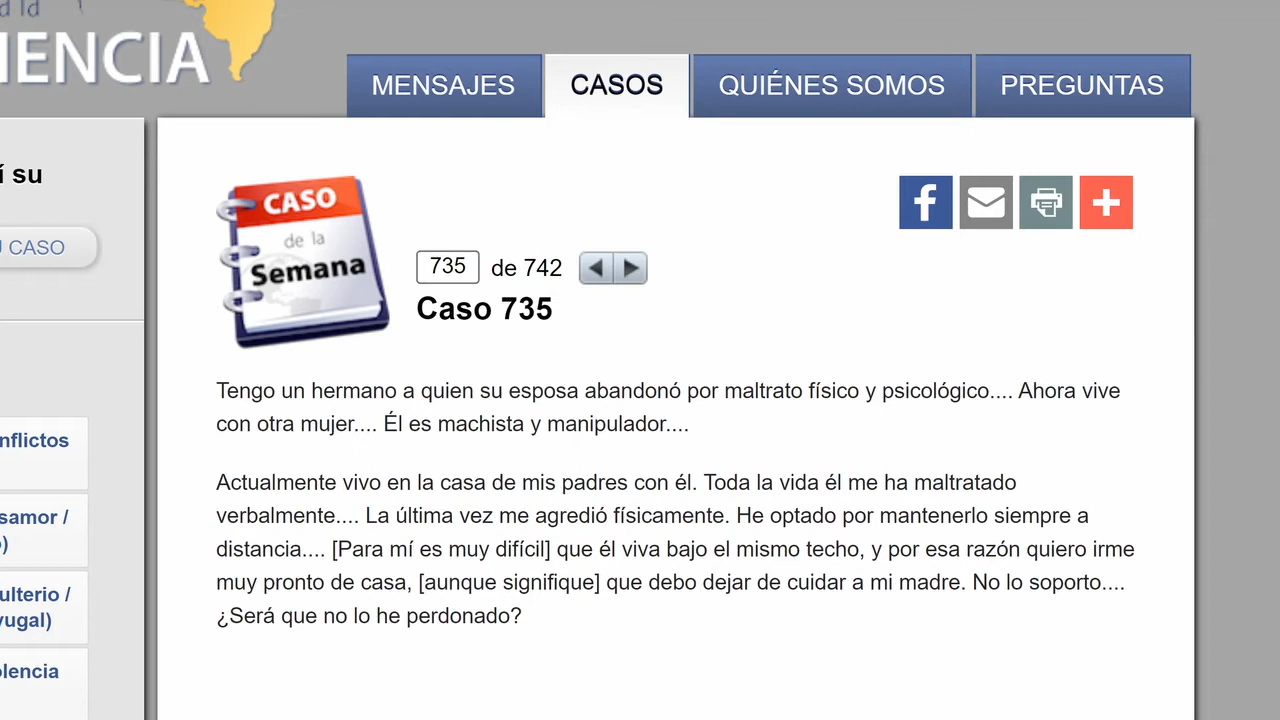 MENSAJES
CASOS
QUIÉNES SOMOS
PREGUNTAS
í su
CASO
CASO
de la
Semana
735 de 742
Caso 735
Tengo un hermano a quien su esposa abandonó por maltrato físico y psicológico.... Ahora vive
con otra mujer.... Él es machista y manipulador....
Actualmente vivo en la casa de mis padres con él. Toda la vida él me ha maltratado
verbalmente.... La última vez me agredió físicamente. He optado por mantenerlo siempre a
distancia.... [Para mí es muy difícil] que él viva bajo el mismo techo, y por esa razón quiero irme
muy pronto de casa, [aunque signifique] que debo dejar de cuidar a mi madre. No lo soporto....
¿Será que no lo he perdonado?
nflictos
samor /
)
ulterio /
yugal)
olencia